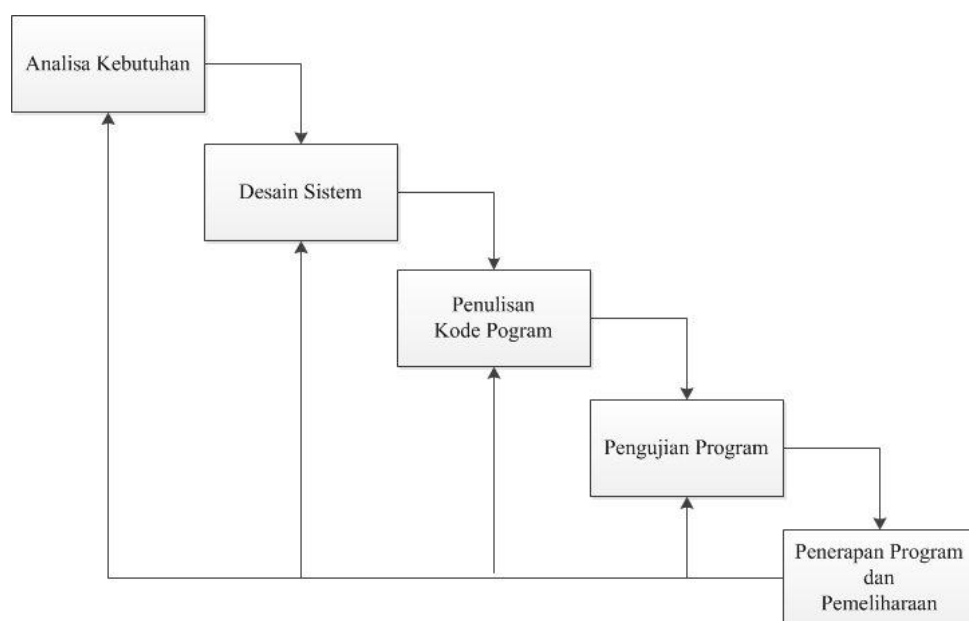 Analisa Kebutuhan
Desain Sistem
Penulisan
Kode Pogram
Pengujian Program
Penerapan Program
dan
Pemeliharaan